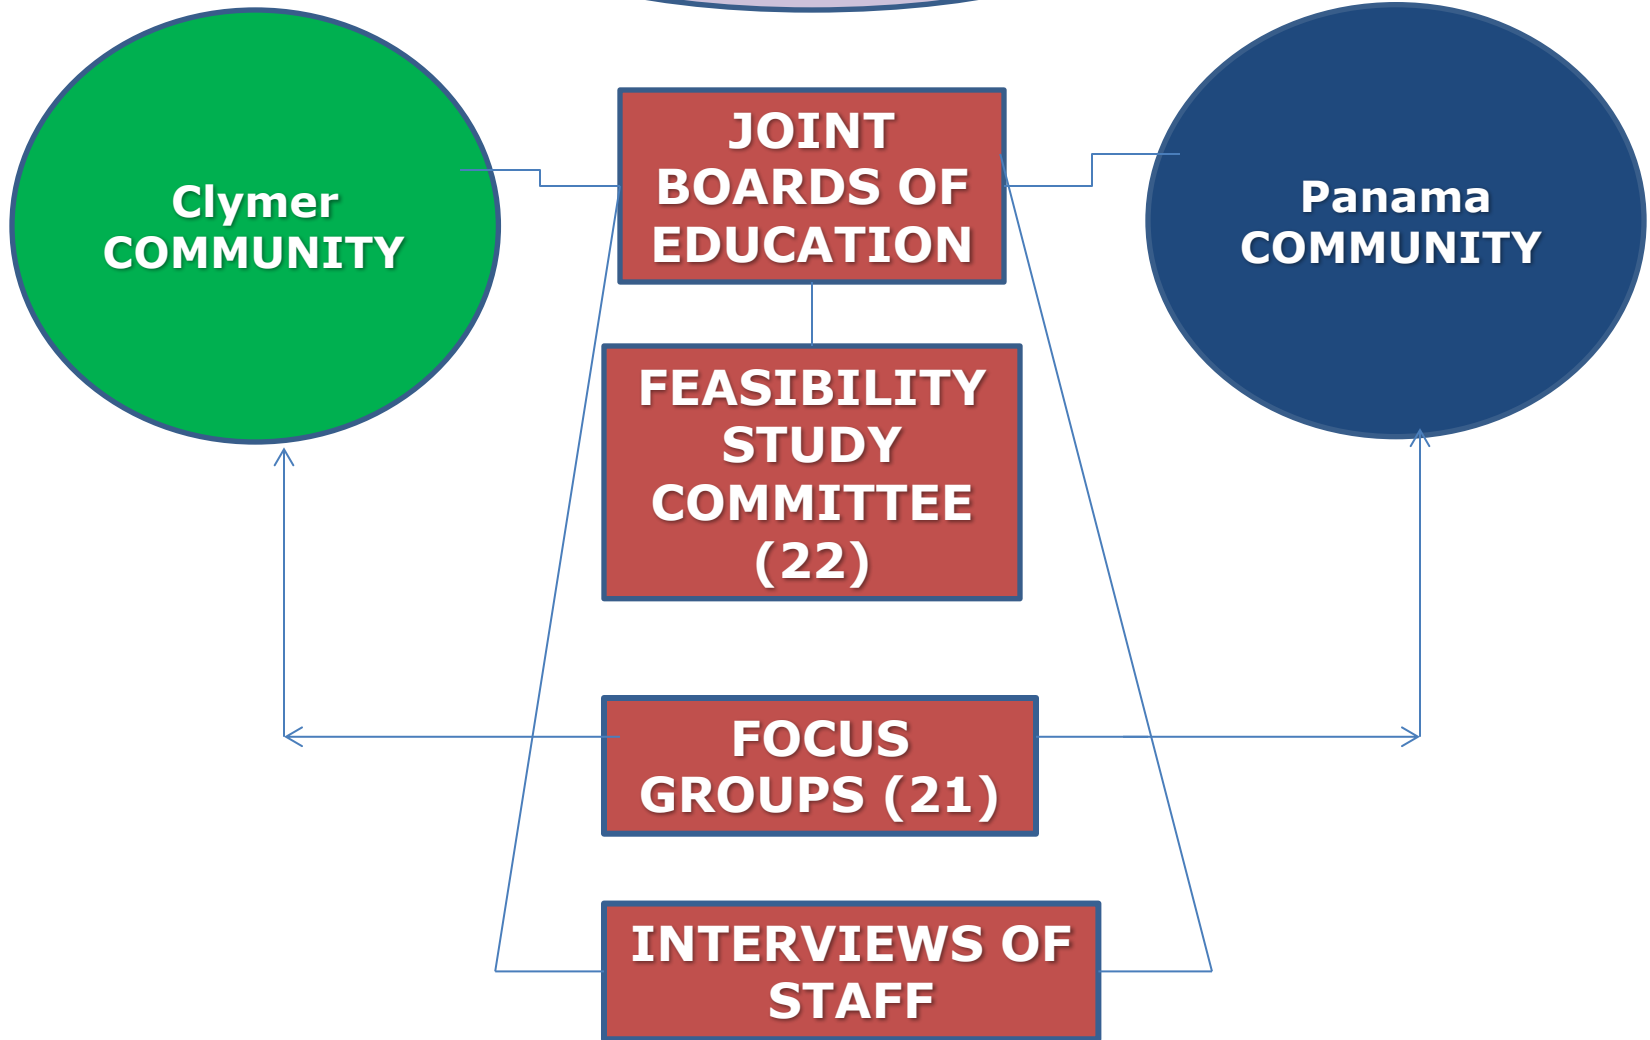 Clymer
COMMUNITY
JOINT
BOARDS OF
EDUCATION
Panama
COMMUNITY
FEASIBILITY
STUDY
COMMITTEE
(22)
FOCUS
GROUPS (21)
INTERVIEWS OF
STAFF